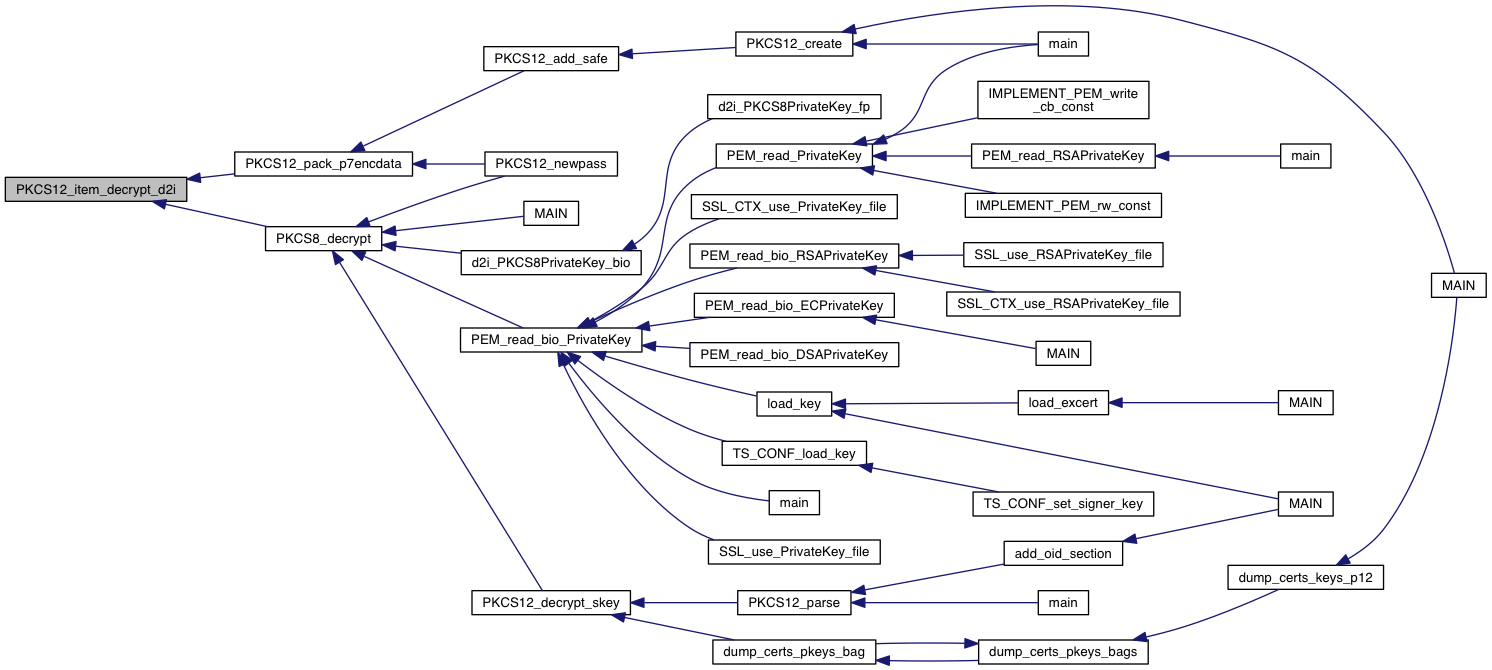 PKCS12_create
main
PKCS12_add_safe
IMPLEMENT_PEM_write
_cb_const
d2i_PKCS8PrivateKey_fp
PEM_read_PrivateKey
PEM_read_RSAPrivateKey
main
PKCS12_pack_p7encdata
PKCS12_newpass
PKCS12_item_decrypt_d2i
SSL_CTX_use_PrivateKey_file
IMPLEMENT_PEM_rw_const
MAIN
PKCS8_decrypt
d2i_PKCS8PrivateKey_bio
PEM_read_bio_RSAPrivateKey
SSL_use_RSAPrivateKey_file
MAIN
PEM_read_bio_ECPrivateKey
SSL_CTX_use_RSAPrivateKey_file
PEM_read_bio_PrivateKey
PEM_read_bio_DSAPrivateKey
MAIN
load_key
load_excert
MAIN
TS_CONF_load_key
main
TS_CONF_set_signer_key
MAIN
SSL_use_PrivateKey_file
add_oid_section
dump_certs_keys_p12
PKCS12_decrypt_skey
PKCS12_parse
main
dump_certs_pkeys_bag
dump_certs_pkeys_bags